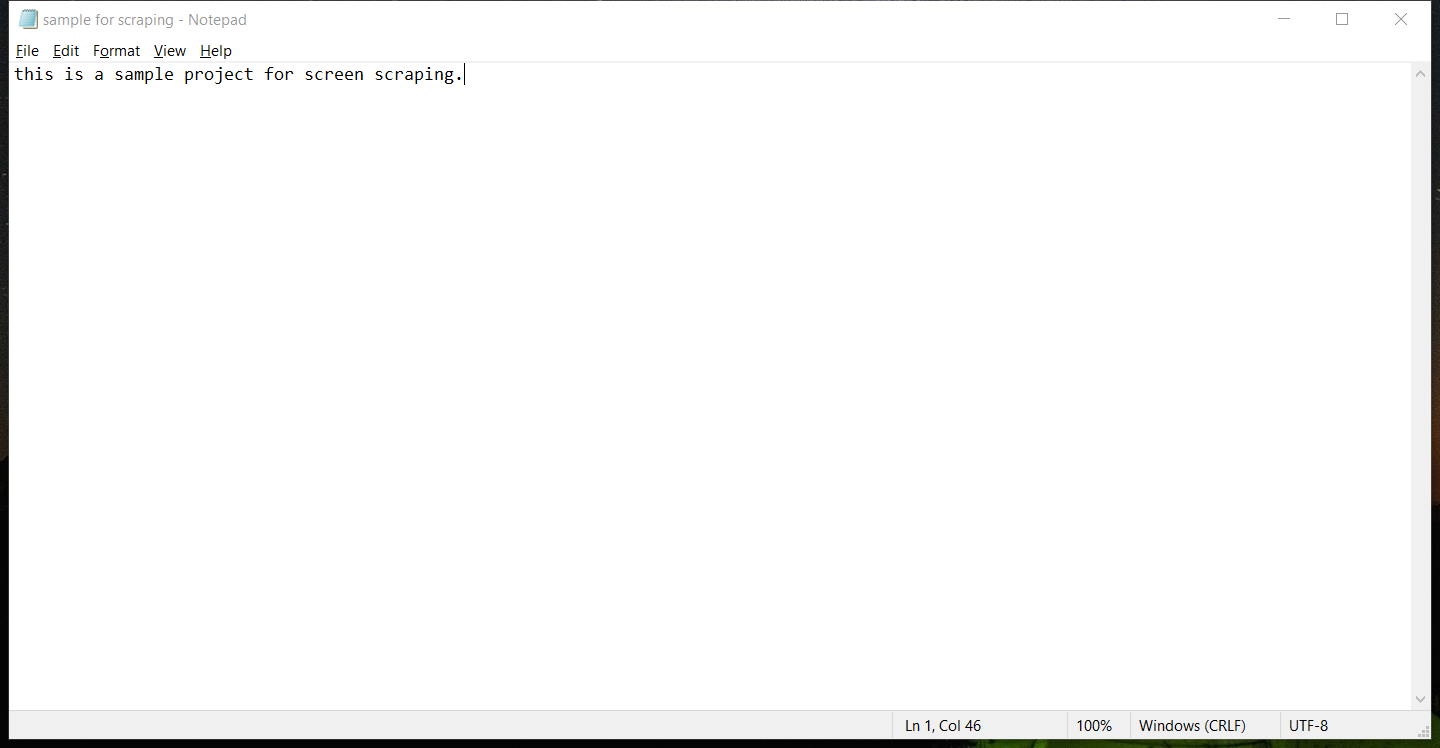 sample for scraping - Notepad
File Edit Format View Help
this is a sample project for screen scraping.
Ln 1, Col 46 100% Windows (CRLF) UTF-8